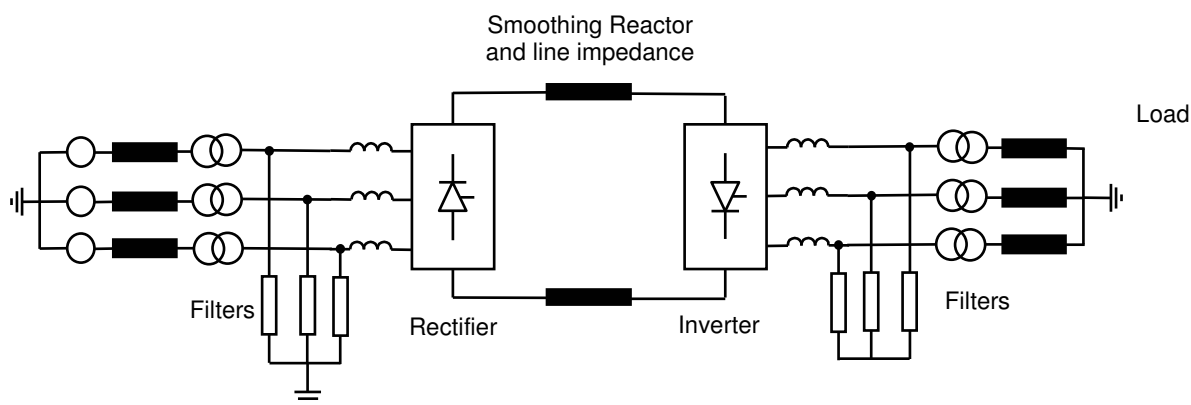 Smoothing Reactor
and line impedance
Load
Filters
Rectifier
Inverter
Filters